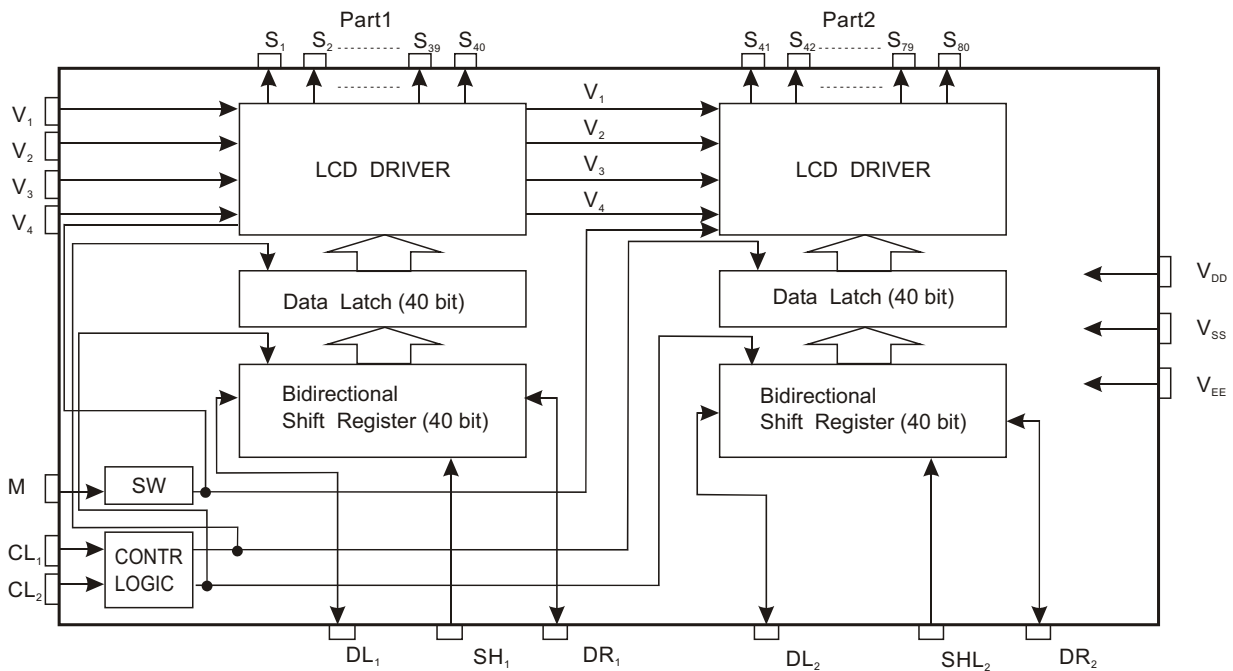 Part1 Part2
S1 S2 S39 S40 S41 S42 S79 S80
V1 V1
V2 V2
V3 V3
V4 V4
LCD DRIVER LCD DRIVER
Data Latch (40 bit) Data Latch (40 bit)
VDD
VSS
VEE
Bidirectional
Shift Register (40 bit)
Bidirectional
Shift Register (40 bit)
M SW
CL1
CL2
CONTR
LOGIC
DL1 SH1 DR1 DL2 SHL2 DR2